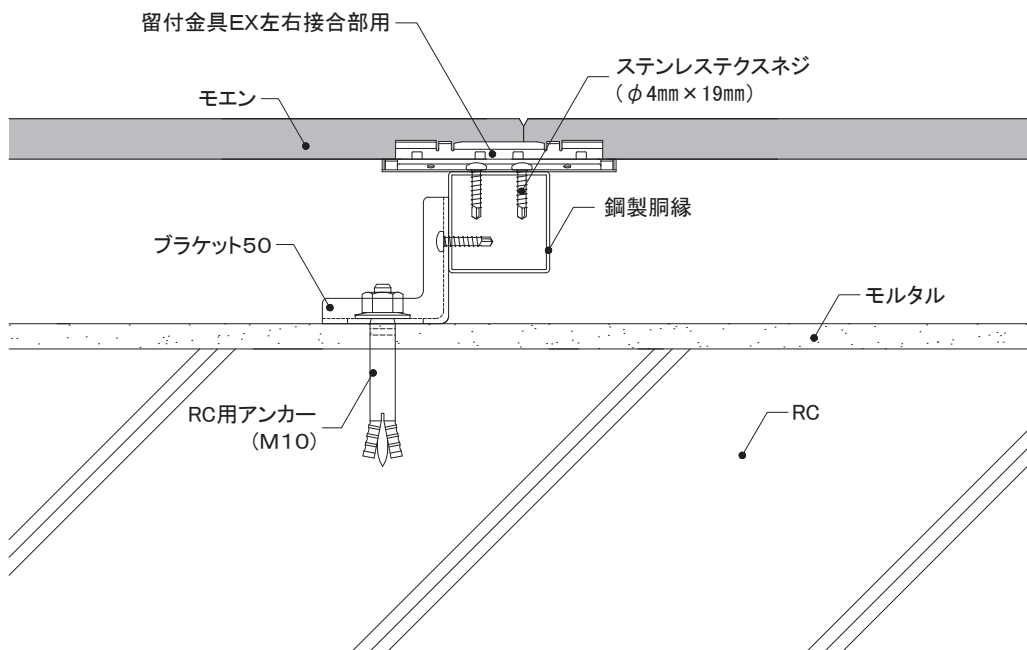 留付金具EX左右接合部用
ステンレステクスネジ
（φ4mm×19mm）
モエン
鋼製胴縁
ブラケット50
モルタル
RC用アンカー
（M10）
RC